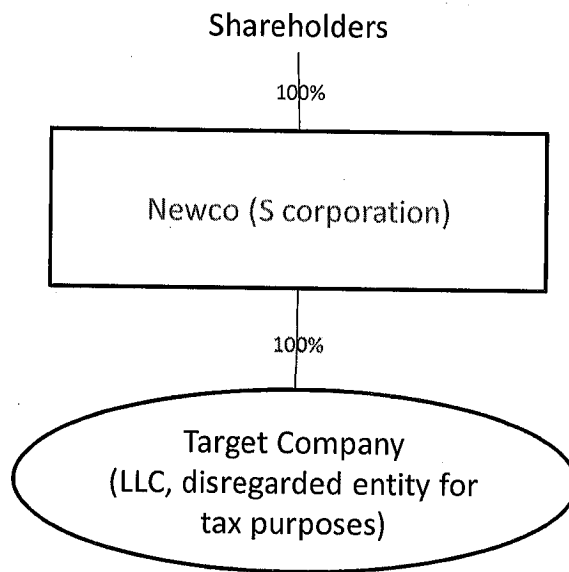 Shareholders
100%
Newco (S corporation)
100%
Target Company
(LLC, disregarded entity for
tax purposes)